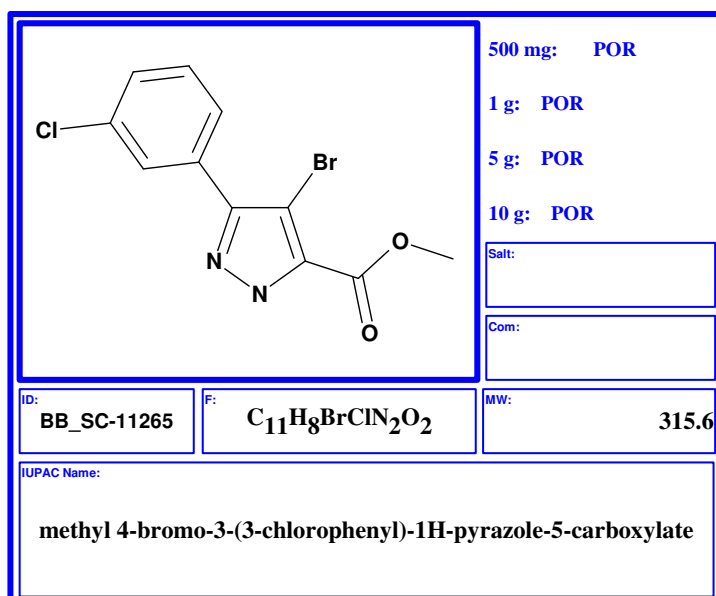 Cl
Br
N
N
O
O
500 mg: POR
1 g: POR
5 g: POR
10 g: POR
Salt:
Com:
ID:
BB_SC-11265
F:
C11H8BrClN2O2
MW:
315.6
IUPAC Name:
methyl 4-bromo-3-(3-chlorophenyl)-1H-pyrazole-5-carboxylate